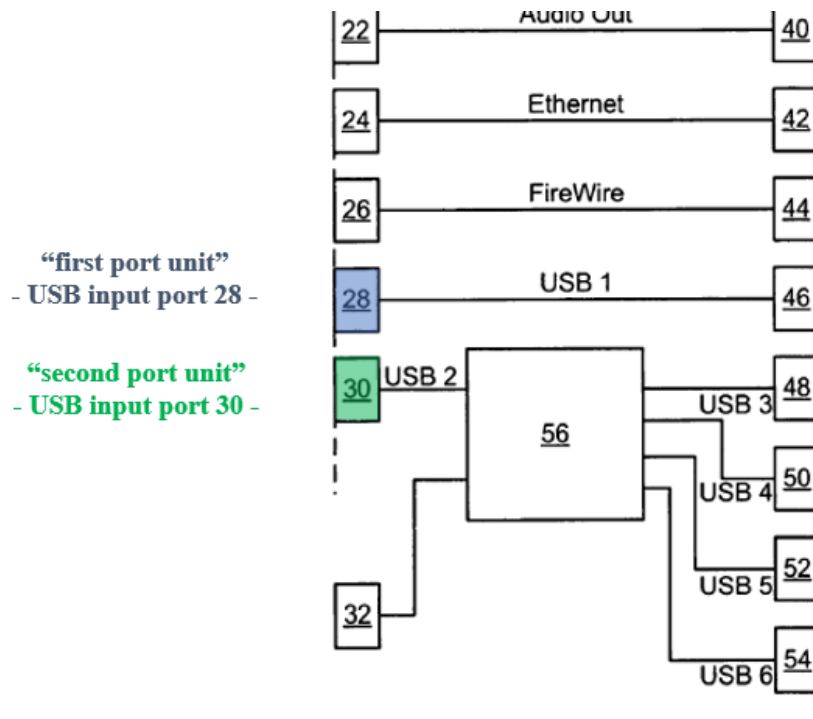 Audio Out
22
40
Ethernet
24
42
FireWire
26
44
“first port unit”
- USB input port 28 -
USB 1
28
46
“second port unit”
- USB input port 30 -
30
USB 2
48
USB 3
56
50
USB 4
52
USB 5
32
54
USB 6